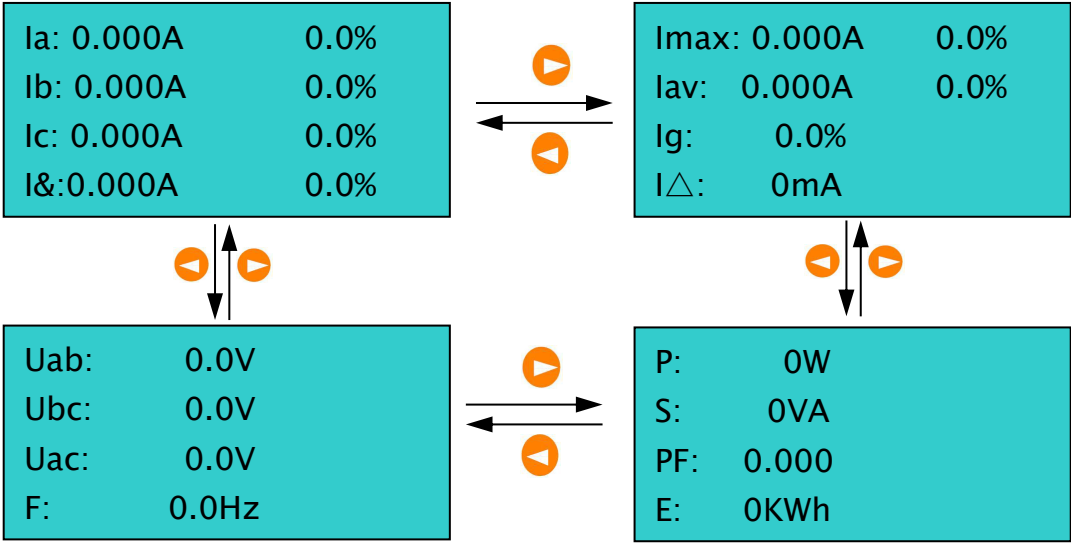 Ia: 0.000A 0.0%
Ib: 0.000A 0.0%
Ic: 0.000A 0.0%
I&:0.000A 0.0%
Imax: 0.000A 0.0%
Iav: 0.000A 0.0%
Ig: 0.0%
I△: 0mA
Uab: 0.0V
Ubc: 0.0V
Uac: 0.0V
F: 0.0Hz
P: 0W
S: 0VA
PF: 0.000
E: 0KWh